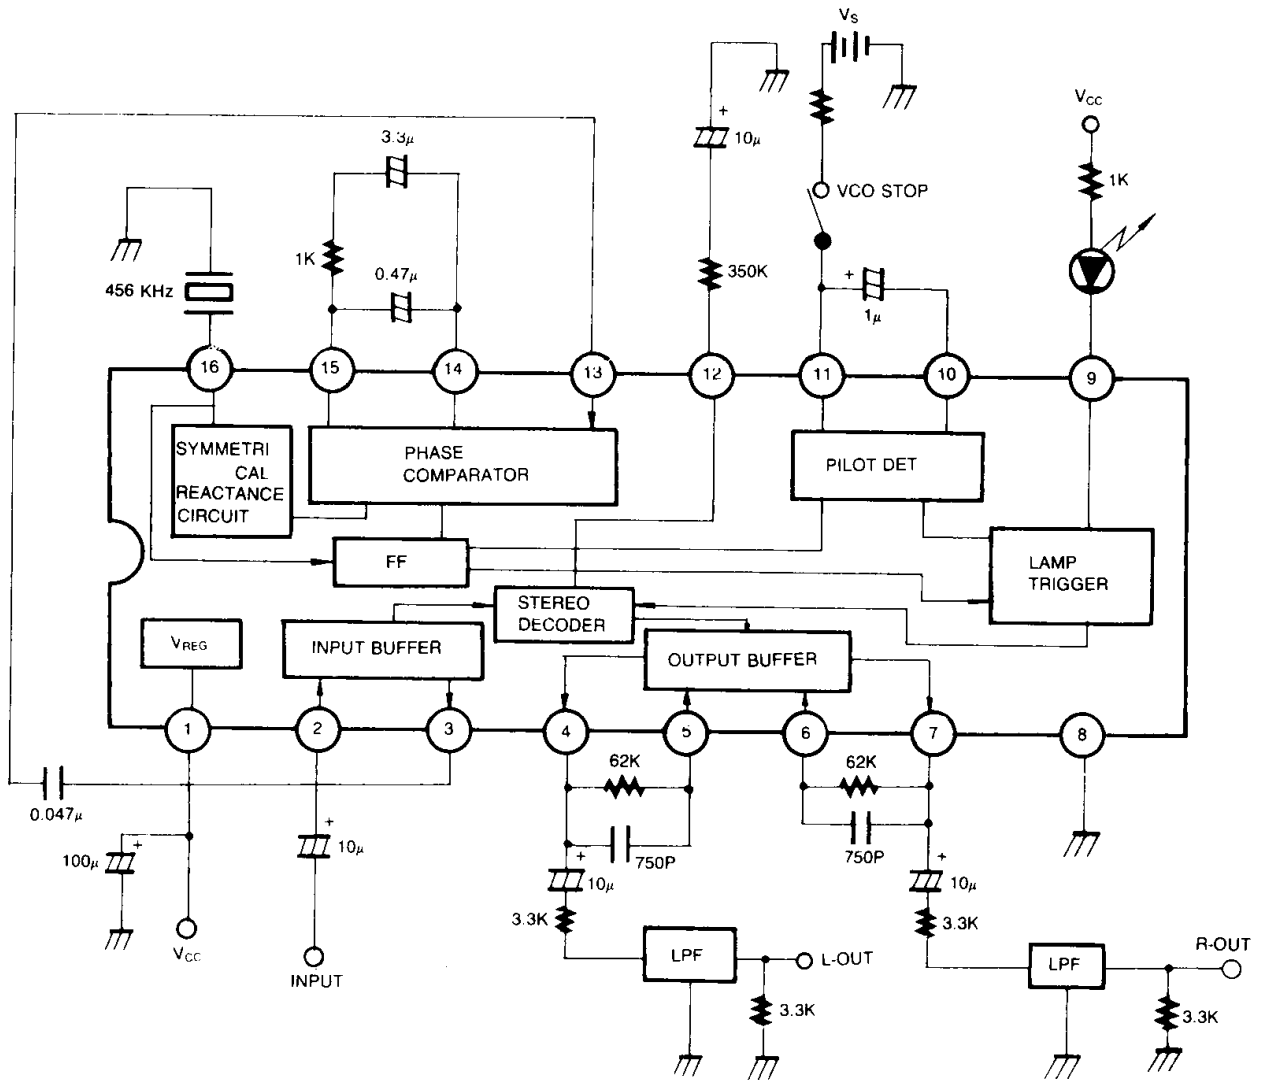 VS
+
10μ
VCC
3.3μ
VCO STOP
1K
1K
0.47μ
350K
456 KHz
+
1μ
16
15
14
13
12
11
10
9
SYMMETRI
CAL
REACTANCE
CIRCUIT
PHASE
COMPARATOR
PILOT DET
FF
LAMP
TRIGGER
STEREO
DECODER
VREG
INPUT BUFFER
OUTPUT BUFFER
1
2
3
4
5
6
7
8
62K
62K
0.047μ
+
100μ
+
10μ
750P
750P
+
10μ
+
10μ
3.3K
3.3K
VCC
INPUT
LPF
L-OUT
LPF
R-OUT
3.3K
3.3K